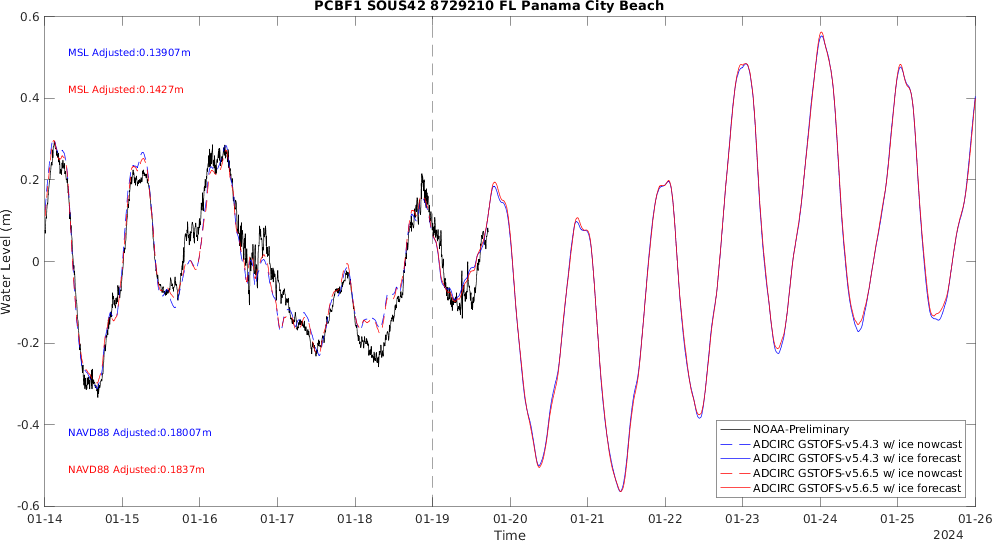 PCBF1 SOUS42 8729210 FL Panama City Beach
0.6
0.4
0.2
0
-0.2
-0.4
-0.6
Water Level (m)
MSL Adjusted:0.13907m
MSL Adjusted:0.1427m
NAVD88 Adjusted:0.18007m
NAVD88 Adjusted:0.1837m
NOAA-Preliminary
ADCIRC GSTOFS-v5.4.3 w/ ice nowcast
ADCIRC GSTOFS-v5.4.3 w/ ice forecast
ADCIRC GSTOFS-v5.6.5 w/ ice nowcast
ADCIRC GSTOFS-v5.6.5 w/ ice forecast
01-14 01-15 01-16 01-17 01-18 01-19 01-20 01-21 01-22 01-23 01-24 01-25 01-26
Time
2024